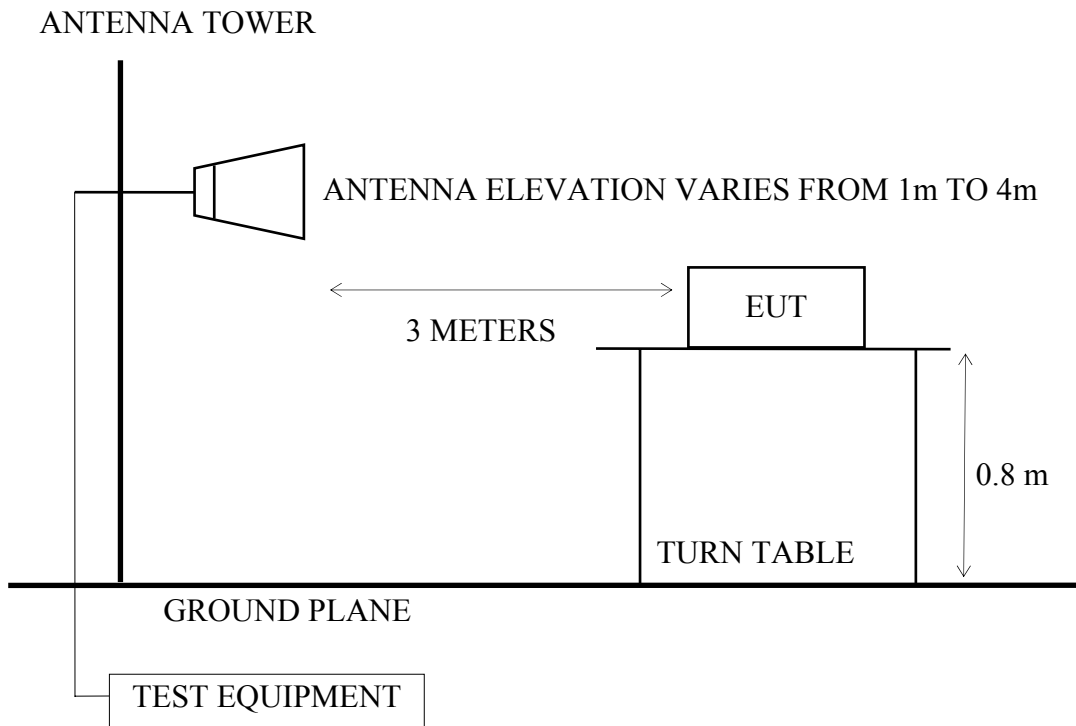 ANTENNA TOWER
ANTENNA ELEVATION VARIES FROM 1m TO 4m
EUT
3 METERS
0.8 m
TURN TABLE
GROUND PLANE
TEST EQUIPMENT